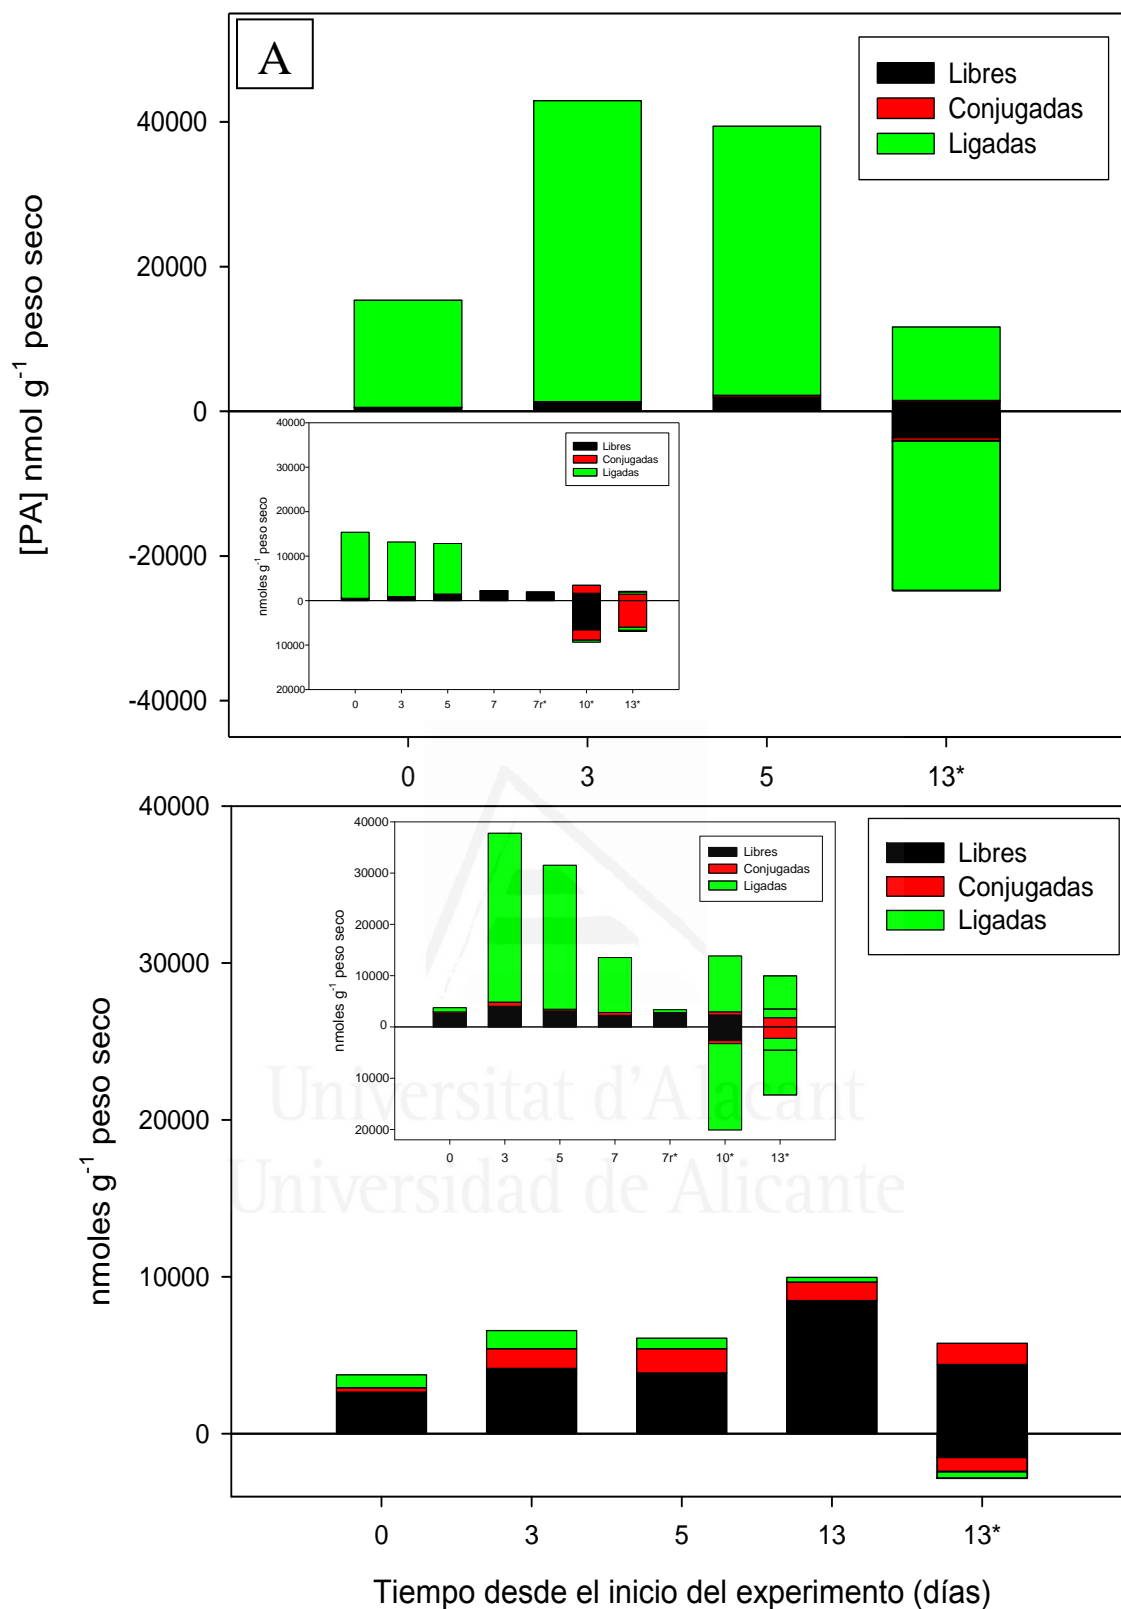 A
Libres
Conjugadas
Ligadas
[PA] nmol g⁻¹ peso seco
40000
20000
0
-20000
-40000
0 3 5 13*
nmoles g⁻¹ peso seco
40000
30000
20000
10000
0
10000
20000
Libres
Conjugadas
Ligadas
0 3 5 7 7r* 10* 13*
nmoles g⁻¹ peso seco
40000
30000
20000
10000
0
Libres
Conjugadas
Ligadas
nmoles g⁻¹ peso seco
40000
30000
20000
10000
0
10000
20000
Libres
Conjugadas
Ligadas
0 3 5 7 7r* 10* 13*
Universitat d'Alacant
Universidad de Alicante
0 3 5 13 13*
Tiempo desde el inicio del experimento (días)